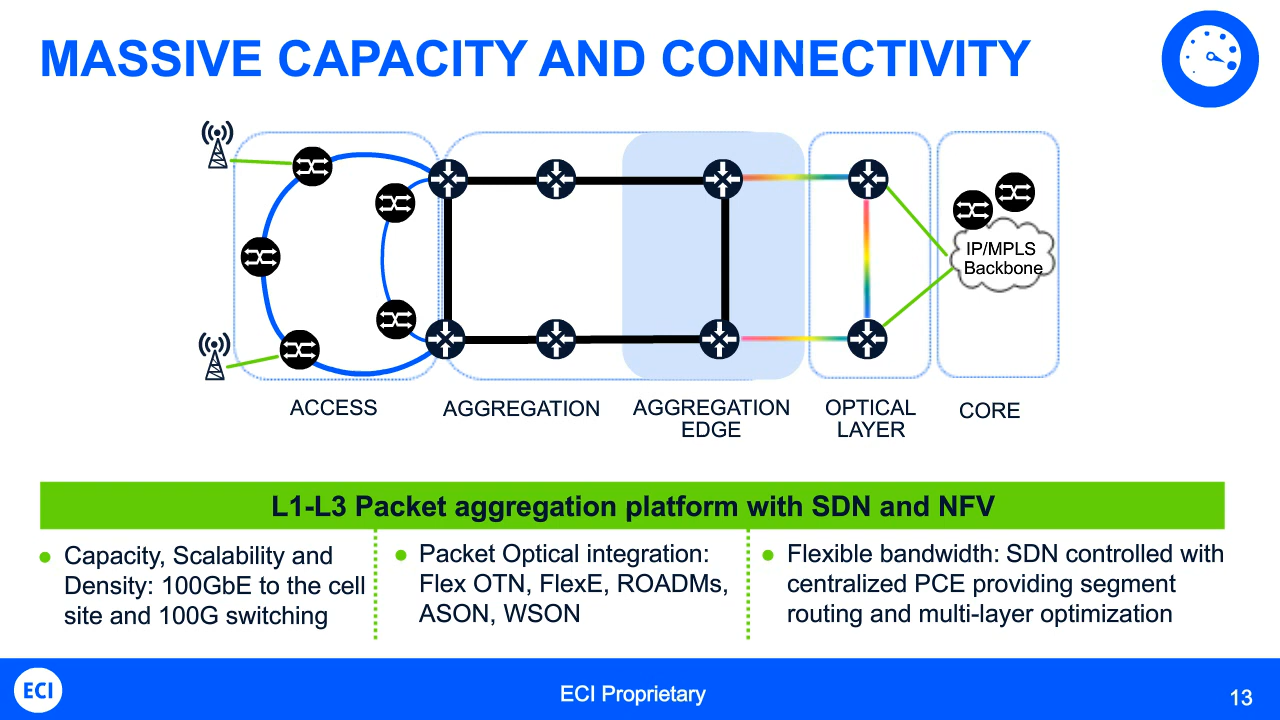 MASSIVE CAPACITY AND CONNECTIVITY
IP/MPLS
Backbone
ACCESS
AGGREGATION
AGGREGATION
EDGE
OPTICAL
LAYER
CORE
L1-L3 Packet aggregation platform with SDN and NFV
Capacity, Scalability and
Density: 100GbE to the cell
site and 100G switching
Packet Optical integration:
Flex OTN, FlexE, ROADMs,
ASON, WSON
Flexible bandwidth: SDN controlled with
centralized PCE providing segment
routing and multi-layer optimization
ECI
ECI Proprietary
13